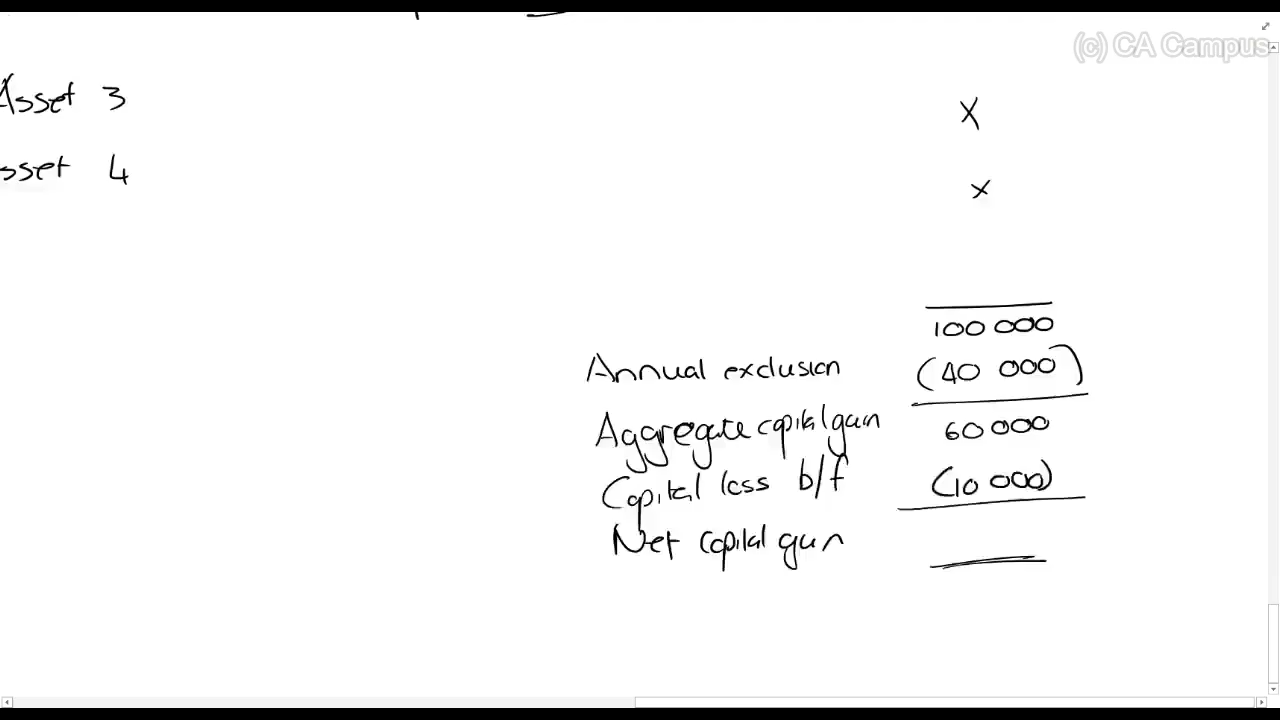 (c) CA Campus
Asset 3 X
Asset 4 x
100 000
Annual exclusion (40 000)
Aggregate capital gain 60 000
Capital loss b/f (10 000)
Net capital gain